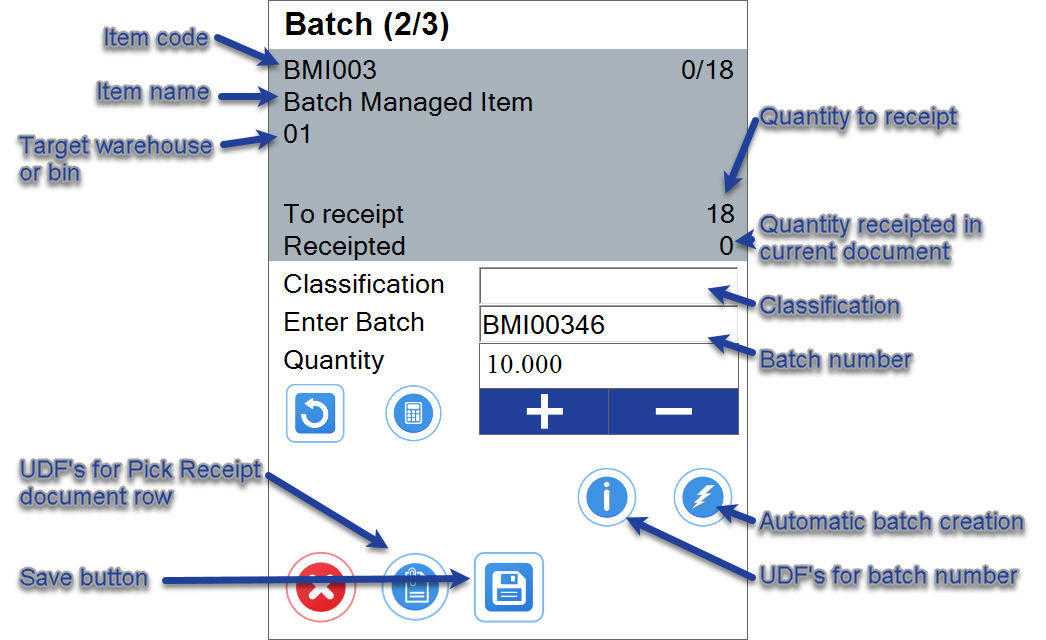 Batch (2/3)
Item code
BMI003 0/18
Item name
Batch Managed Item
Target warehouse
or bin
01
Quantity to receipt
To receipt 18
Receipted 0
Quantity receipted in
current document
Classification
Classification
Enter Batch BMI00346
Batch number
Quantity 10.000
UDF's for Pick Receipt
document row
Automatic batch creation
UDF's for batch number
Save button